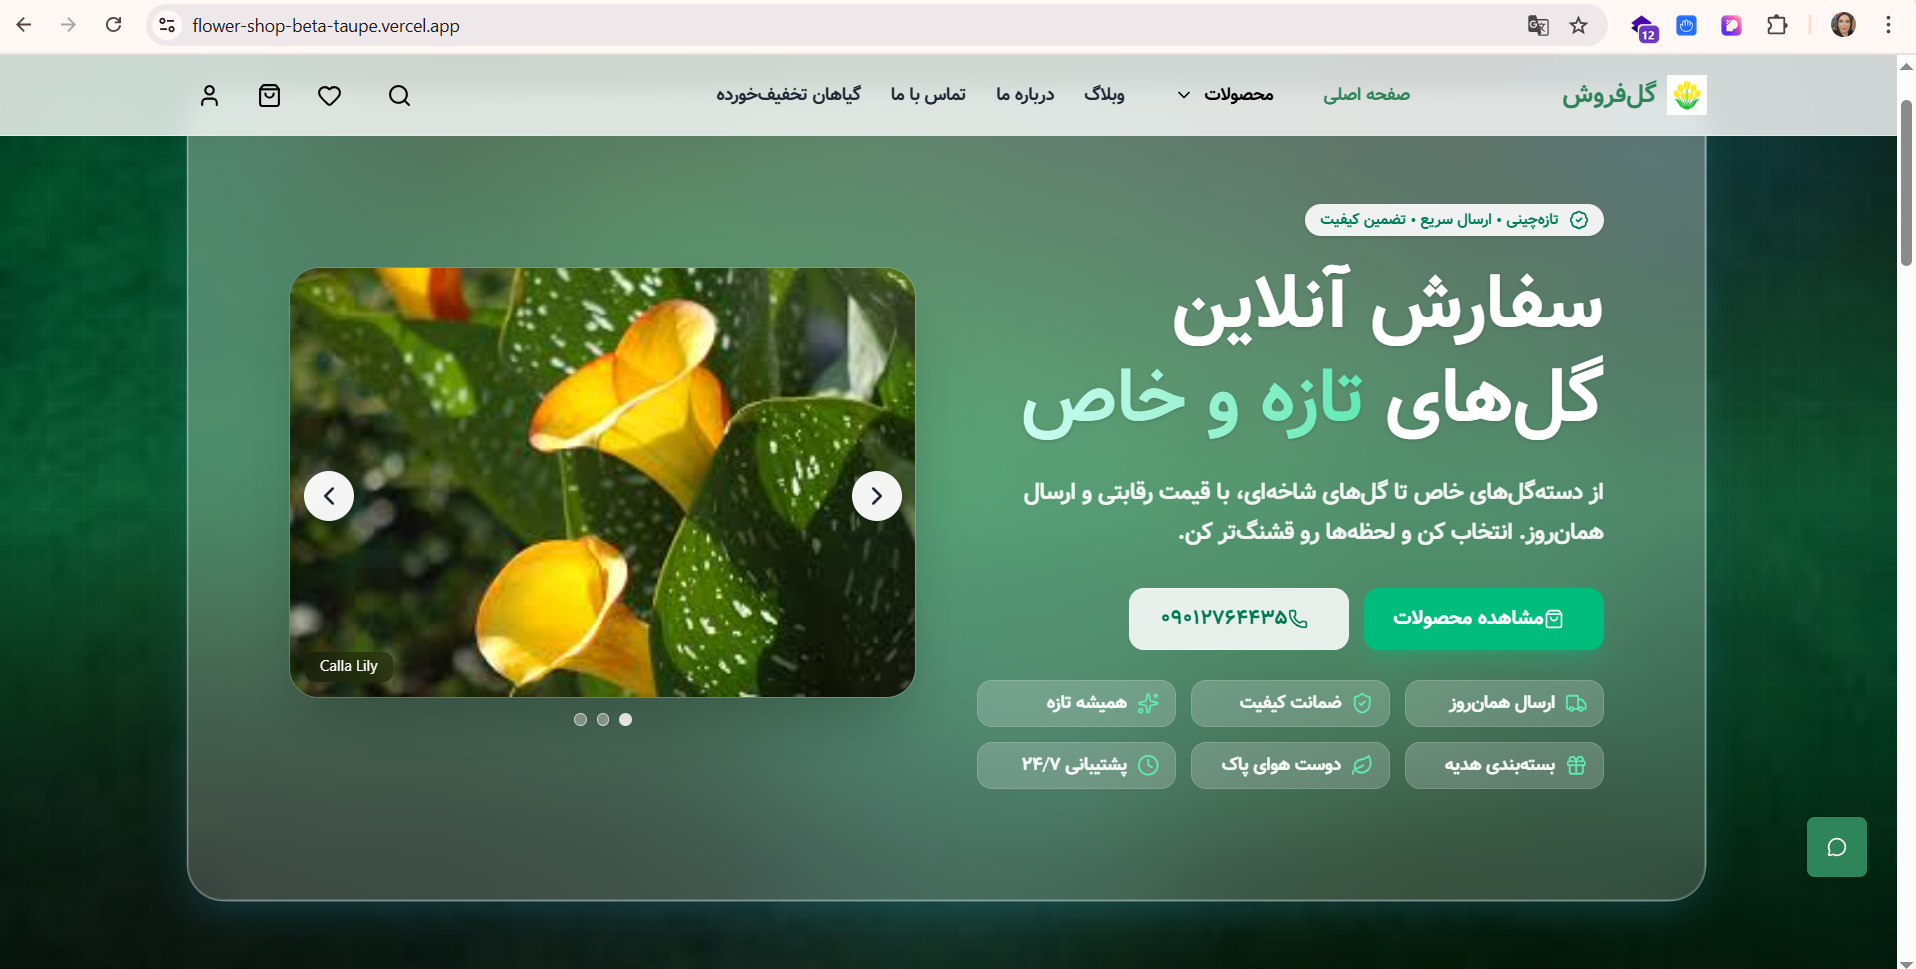 flower-shop-beta-taupe.vercel.app
12
گل‌فروش
صفحه اصلی
محصولات
وبلاگ
درباره ما
تماس با ما
گیاهان تخفیف‌خورده
تازه‌چینی • ارسال سریع • تضمین کیفیت
سفارش آنلاین
گل‌های تازه و خاص
از دسته‌گل‌های خاص تا گل‌های شاخه‌ای، با قیمت رقابتی و ارسال
همان‌روز. انتخاب کن و لحظه‌ها رو قشنگ‌تر کن.
مشاهده محصولات
۰۹۰۱۲۷۶۴۴۳۵
ارسال همان‌روز
ضمانت کیفیت
همیشه تازه
بسته‌بندی هدیه
دوست هوای پاک
پشتیبانی ۲۴/۷
Calla Lily